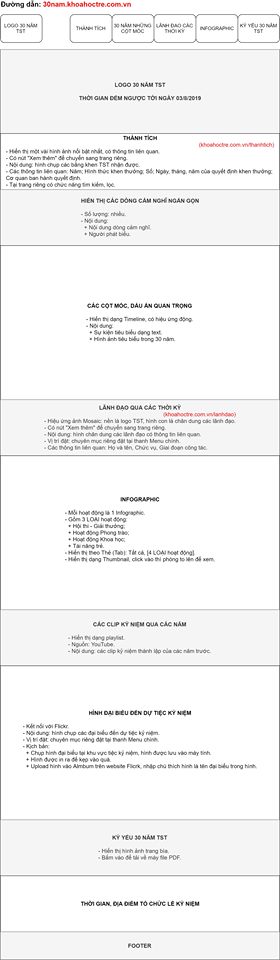 Đường dẫn: 30nam.khoahoctre.com.vn
LOGO 30 NĂM
TST
THÀNH TÍCH
30 NĂM NHỮNG
CỘT MỐC
LÃNH ĐẠO CÁC
THỜI KỲ
INFOGRAPHIC
KỶ YẾU 30 NĂM
TST
LOGO 30 NĂM TST
THỜI GIAN ĐẾM NGƯỢC TỚI NGÀY 03/8/2019
THÀNH TÍCH
(khoahoctre.com.vn/thanhtich)
- Hiển thị một vài hình ảnh nổi bật nhất, có thông tin liên quan.
- Có nút "Xem thêm" để chuyển sang trang riêng.
- Nội dung: hình chụp các bằng khen TST nhận được.
- Các thông tin liên quan: Năm; Hình thức khen thưởng; Số; Ngày, tháng, năm của quyết định khen thưởng;
Cơ quan ban hành quyết định.
- Tại trang riêng có chức năng tìm kiếm, lọc.
HIỂN THỊ CÁC DÒNG CẢM NGHĨ NGẮN GỌN
- Số lượng: nhiều.
- Nội dung:
+ Nội dung dòng cảm nghĩ.
+ Người phát biểu.
CÁC CỘT MỐC, DẤU ẤN QUAN TRỌNG
- Hiển thị dạng Timeline, có hiệu ứng động.
- Nội dung:
+ Sự kiện tiêu biểu dạng text.
+ Hình ảnh tiêu biểu trong 30 năm.
LÃNH ĐẠO QUA CÁC THỜI KỲ
(khoahoctre.com.vn/lanhdao)
- Hiệu ứng ảnh Mosaic: nền là logo TST, hình con là chân dung các lãnh đạo.
- Có nút "Xem thêm" để chuyển sang trang riêng.
- Nội dung: hình chân dung các lãnh đạo có thông tin liên quan.
- Vị trí đặt: chuyên mục riêng đặt tại thanh Menu chính.
- Các thông tin liên quan: Họ và tên, Chức vụ, Giai đoạn công tác.
INFOGRAPHIC
- Mỗi hoạt động là 1 Infographic.
- Gồm 3 LOẠI hoạt động:
+ Hội thi - Giải thưởng;
+ Hoạt động Phong trào;
+ Hoạt động Khoa học;
+ Tài năng trẻ.
- Hiển thị theo Thẻ (Tab): Tất cả, [4 LOẠI hoạt động].
- Hiển thị dạng Thumbnail, click vào thì phóng to lên để xem.
CÁC CLIP KỶ NIỆM QUA CÁC NĂM
- Hiển thị dạng playlist.
- Nguồn: YouTube.
- Nội dung: các clip kỷ niệm thành lập của các năm trước.
HÌNH ĐẠI BIỂU ĐẾN DỰ TIỆC KỶ NIỆM
- Kết nối với Flickr.
- Nội dung: hình chụp các đại biểu đến dự tiệc kỷ niệm.
- Vị trí đặt: chuyên mục riêng đặt tại thanh Menu chính.
- Kịch bản:
+ Chụp hình đại biểu tại khu vực tiệc kỷ niệm, hình được lưu vào máy tính.
+ Hình được in ra để kẹp vào quà.
+ Upload hình vào Almbum trên website Flickr, nhập chú thích hình là tên đại biểu trong hình.
KỶ YẾU 30 NĂM TST
- Hiển thị hình ảnh trang bìa.
- Bấm vào để tải về máy file PDF.
THỜI GIAN, ĐỊA ĐIỂM TỔ CHỨC LỄ KỶ NIỆM
FOOTER